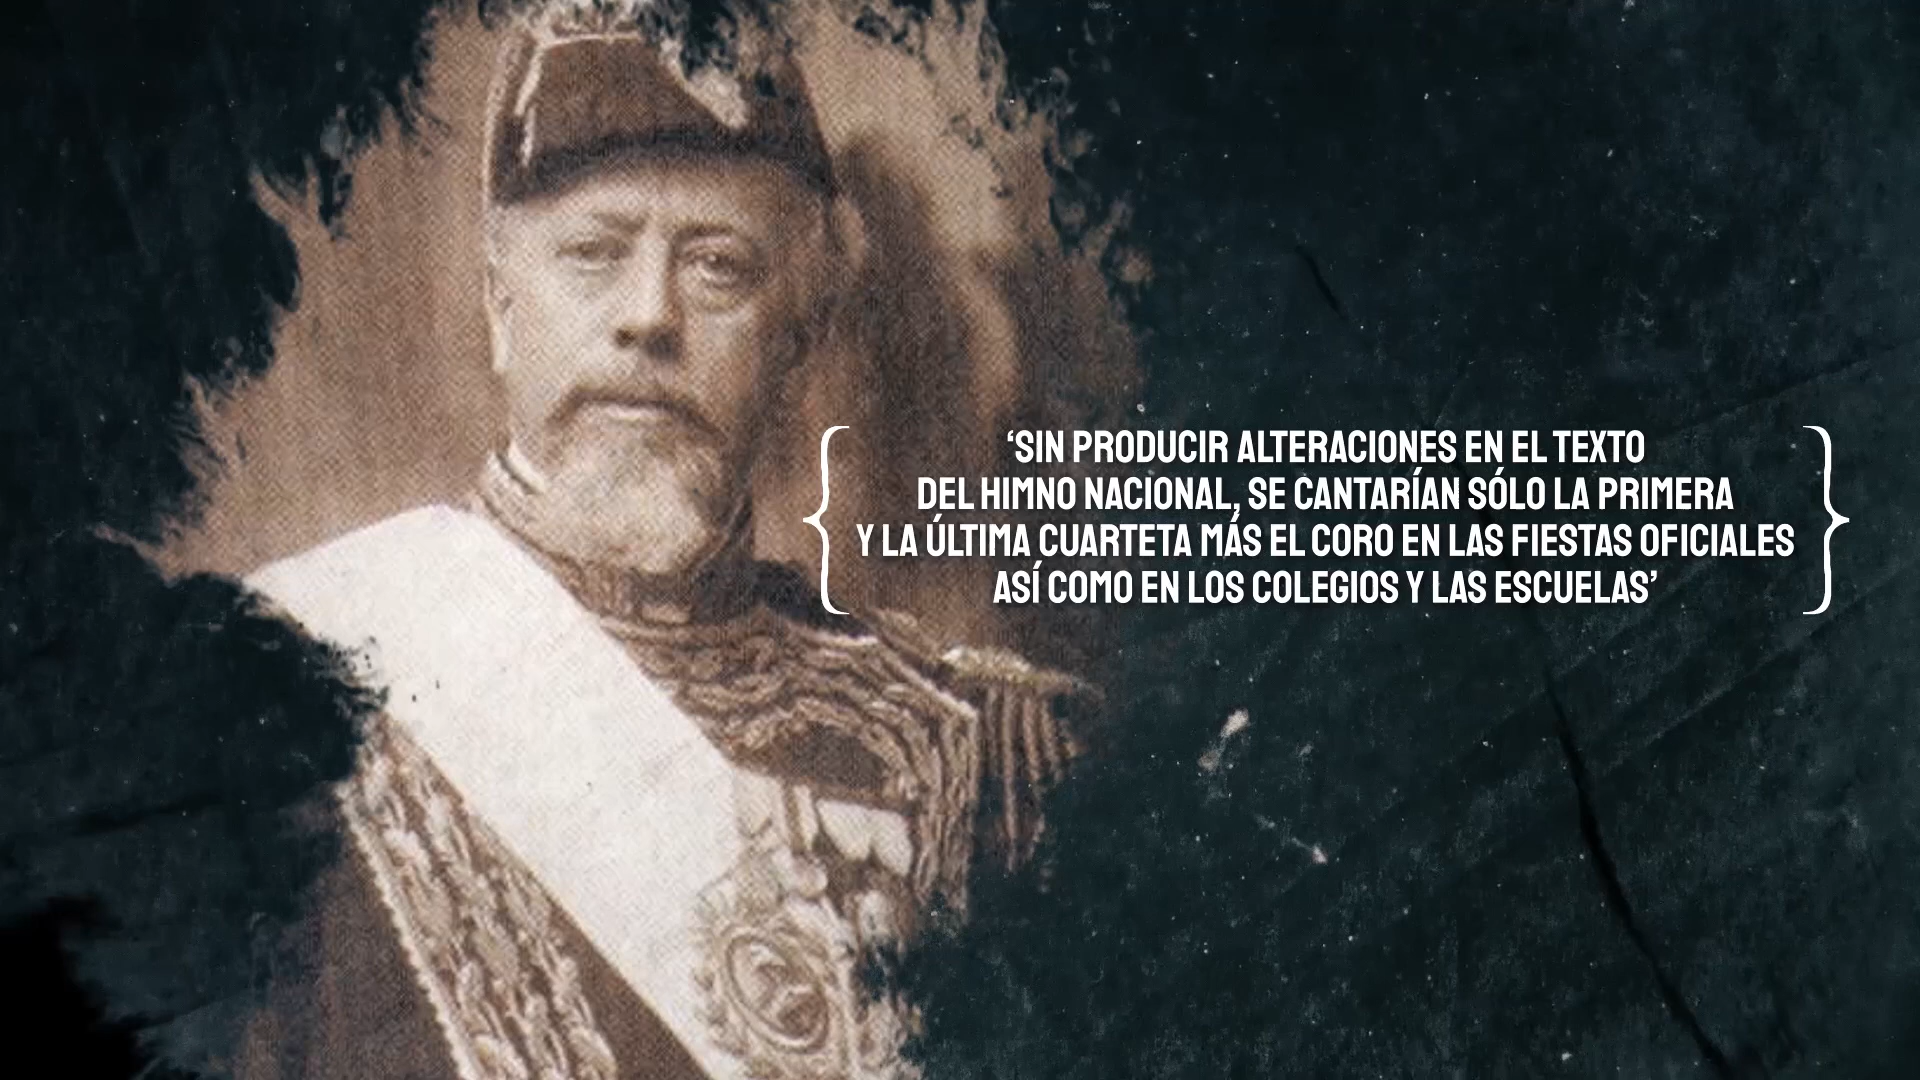 ‘SIN PRODUCIR ALTERACIONES EN EL TEXTO
DEL HIMNO NACIONAL, SE CANTARÍAN SÓLO LA PRIMERA
Y LA ÚLTIMA CUARTETA MÁS EL CORO EN LAS FIESTAS OFICIALES
ASÍ COMO EN LOS COLEGIOS Y LAS ESCUELAS’